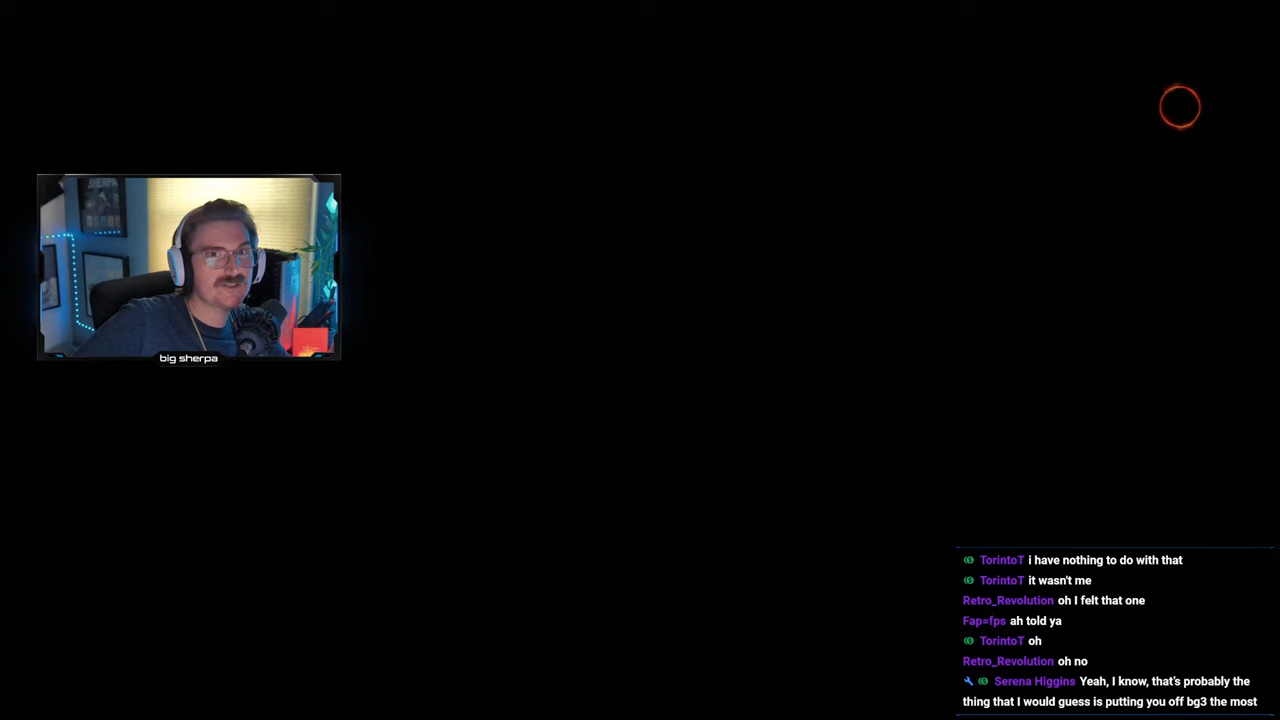 SHERPA
big sherpa
TorintoT i have nothing to do with that
TorintoT it wasn't me
Retro_Revolution oh I felt that one
Fap=fps ah told ya
TorintoT oh
Retro_Revolution oh no
Serena Higgins Yeah, I know, that's probably the
thing that I would guess is putting you off bg3 the most